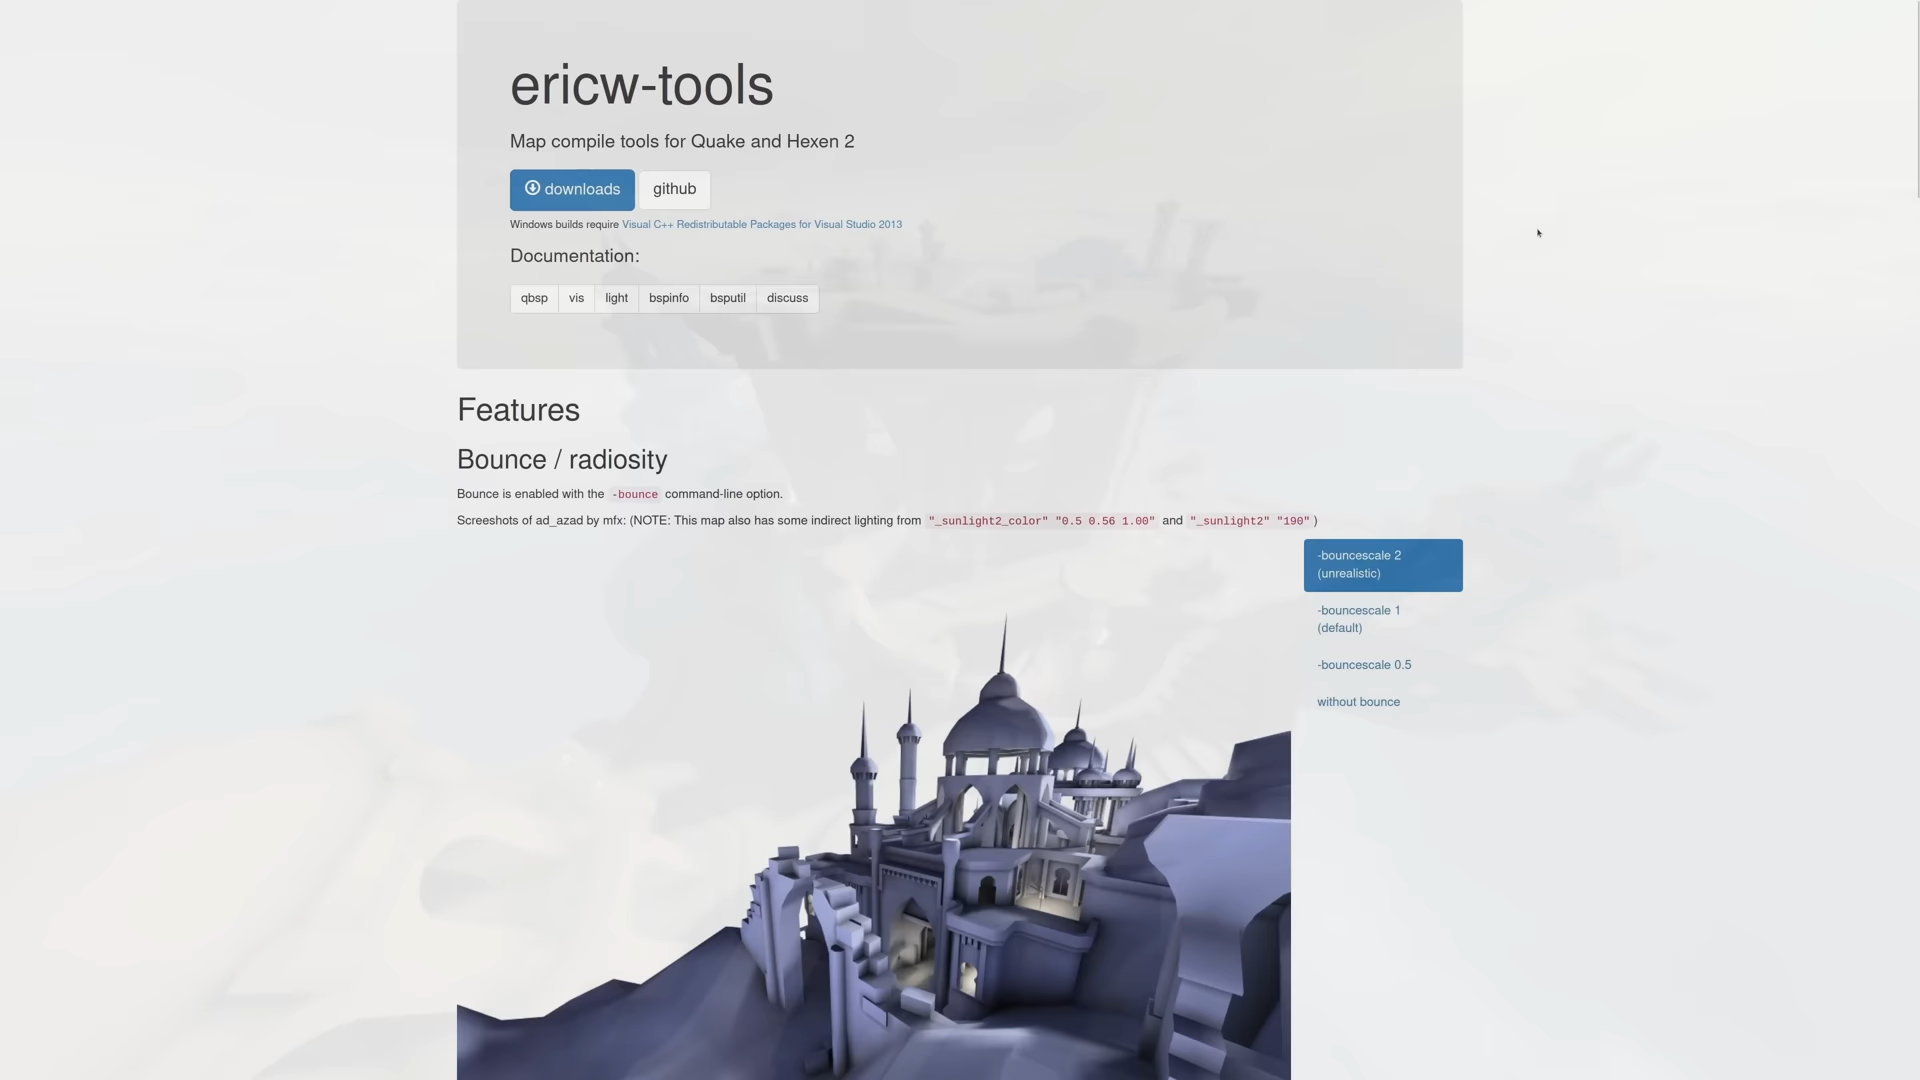 ericw-tools
Map compile tools for Quake and Hexen 2
downloads github
Windows builds require Visual C++ Redistributable Packages for Visual Studio 2013
Documentation:
qbsp vis light bspinfo bsputil discuss
Features
Bounce / radiosity
Bounce is enabled with the -bounce command-line option.
Screeshots of ad_azad by mfx: (NOTE: This map also has some indirect lighting from "_sunlight2_color" "0.5 0.56 1.00" and "_sunlight2" "190")
-bouncescale 2
(unrealistic)
-bouncescale 1
(default)
-bouncescale 0.5
without bounce